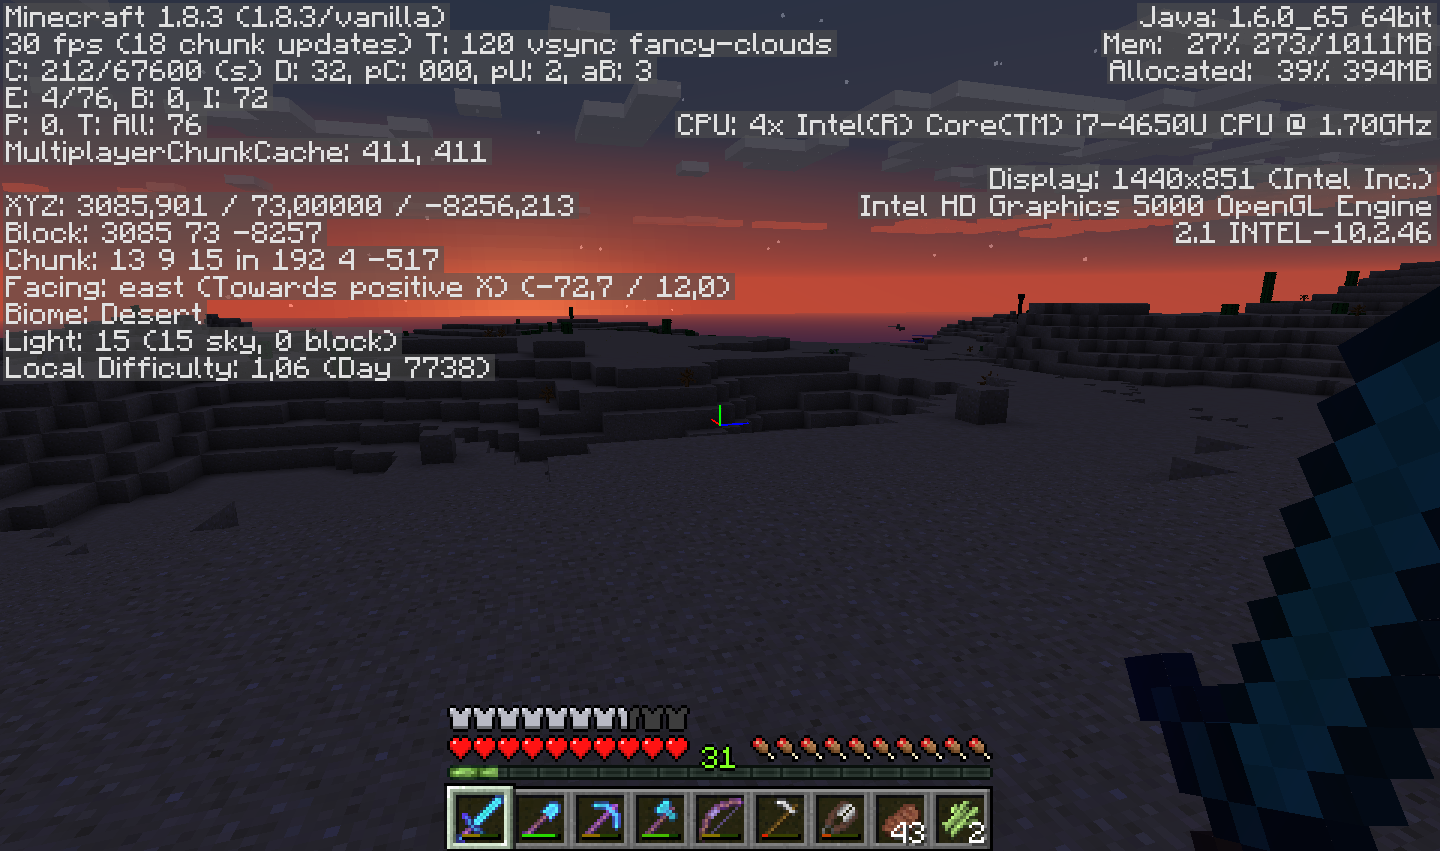 Minecraft 1.8.3 (1.8.3/vanilla)
30 fps (18 chunk updates) T: 120 vsync fancy-clouds
C: 212/67600 (s) D: 32, pC: 000, pU: 2, aB: 3
E: 4/76, B: 0, I: 72
P: 0. T: All: 76
MultiplayerChunkCache: 411, 411
XYZ: 3085,901 / 73,00000 / -8256,213
Block: 3085 73 -8257
Chunk: 13 9 15 in 192 4 -517
Facing: east (Towards positive X) (-72,7 / 12,0)
Biome: Desert
Light: 15 (15 sky, 0 block)
Local Difficulty: 1,06 (Day 7738)
Java: 1.6.0_65 64bit
Mem: 27% 273/1011MB
Allocated: 39% 394MB
CPU: 4x Intel(R) Core(TM) i7-4650U CPU @ 1.70GHz
Display: 1440x851 (Intel Inc.)
Intel HD Graphics 5000 OpenGL Engine
2.1 INTEL-10.2.46
31
43
2